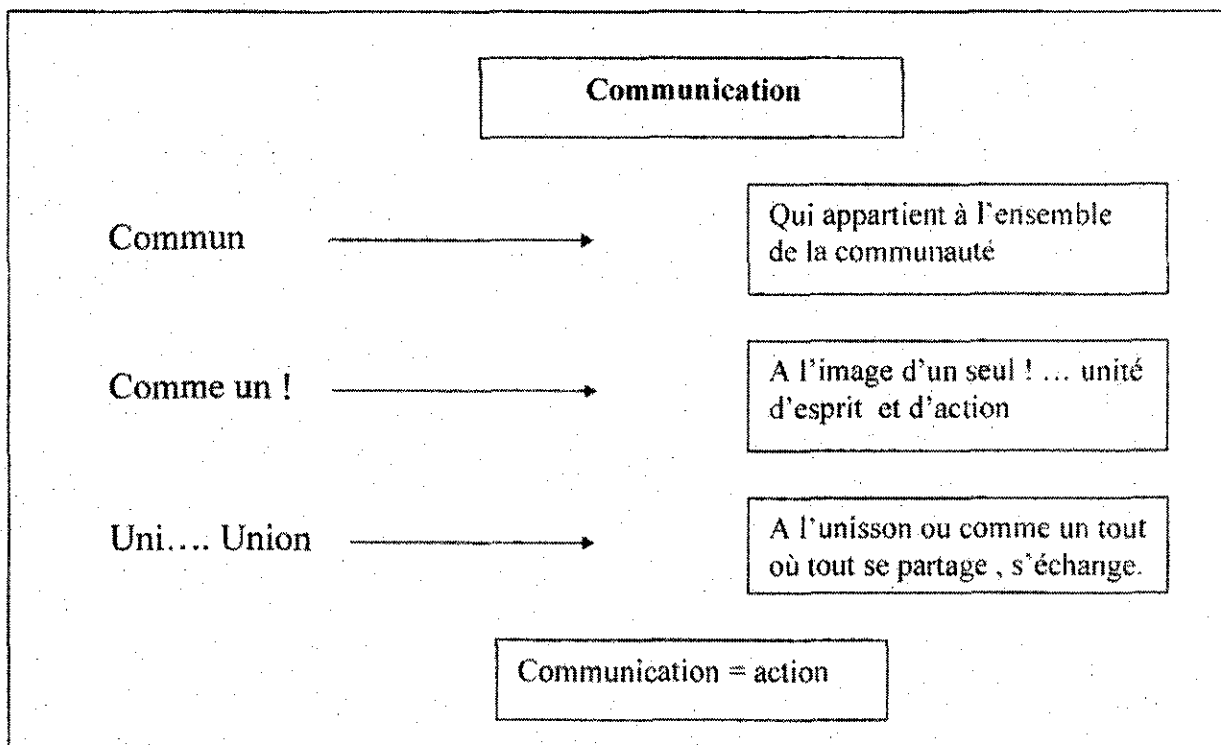 Communication
Commun
Qui appartient à l'ensemble
de la communauté
Comme un !
A l'image d'un seul ! ... unité
d'esprit et d'action
Uni.... Union
A l'unisson ou comme un tout
où tout se partage , s'échange.
Communication = action